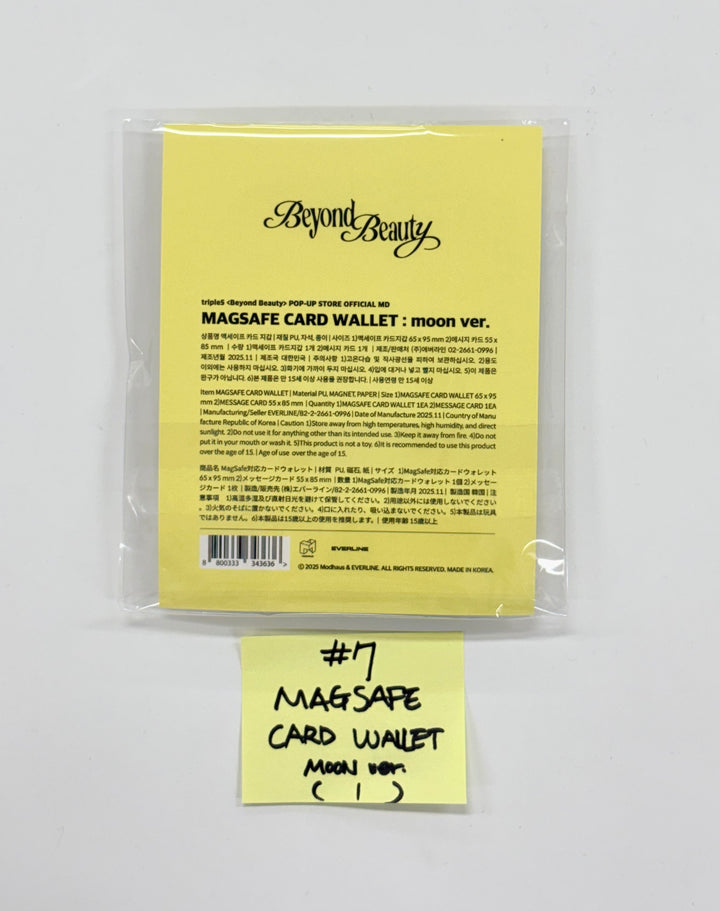 Beyond
Beauty
tripleS <Beyond Beauty> POP-UP STORE OFFICIAL MD
MAGSAFE CARD WALLET : moon ver.
상품명 맥세이프 카드 지갑 | 재질 PU, 자석, 종이 | 사이즈 1)맥세이프 카드지갑 65 x 95 mm 2)메시지 카드 55 x
85 mm | 수량 1)맥세이프 카드지갑 1개 2)메시지 카드 1개 | 제조/판매처 (주)에버라인 02-2661-0996 |
제조년월 2025.11 | 제조국 대한민국 | 주의사항 1)고온다습 및 직사광선을 피하여 보관하십시오. 2)용도
이외에는 사용하지 마십시오. 3)화기에 가까이 두지 마십시오. 4)입에 대거나 넣고 빨지 마십시오. 5)이 제품은
완구가 아닙니다. 6)본 제품은 만 15세 이상 사용을 권장합니다. | 사용연령 만 15세 이상
Item MAGSAFE CARD WALLET | Material PU, MAGNET, PAPER | Size 1)MAGSAFE CARD WALLET 65 x 95
mm 2)MESSAGE CARD 55 x 85 mm | Quantity 1)MAGSAFE CARD WALLET 1EA 2)MESSAGE CARD 1EA
| Manufacturing/Seller EVERLINE/82-2-2661-0996 | Date of Manufacture 2025.11 | Country of Manu
facture Republic of Korea | Caution 1)Store away from high temperatures, high humidity, and direct
sunlight. 2)Do not use it for anything other than its intended use. 3)Keep it away from fire. 4)Do not
put it in your mouth or wash it. 5)This product is not a toy. 6)It is recommended to use this product
over the age of 15. | Age of use over the age of 15.
商品名 MagSafe対応カードウォレット | 材質 PU, 磁石, 紙 | サイズ 1)MagSafe対応カードウォレット
65 x 95 mm 2)メッセージカード 55 x 85 mm | 数量 1)MagSafe対応カードウォレット 1個 2)メッセ
ージカード 1枚 | 製造/販売先 (株)エバーライン/82-2-2661-0996 | 製造年月 2025.11 | 製造国 韓国 | 注
意事項 1)高温多湿及び直射日光を避けて保管してください。2)用途以外には使用しないでください
。3)火気のそばに置かないでください。4)口に入れたり、吸い込まないでください。5)本製品は玩具
ではありません。6)本製品は15歳以上の使用を推奨します。| 使用年齢 15歳以上
8 800333 343636 >
EVERLINE
© 2025 Modhaus & EVERLINE. ALL RIGHTS RESERVED. MADE IN KOREA.
#7
MAGSAFE
CARD WALLET
MOON ver.
( 1 )